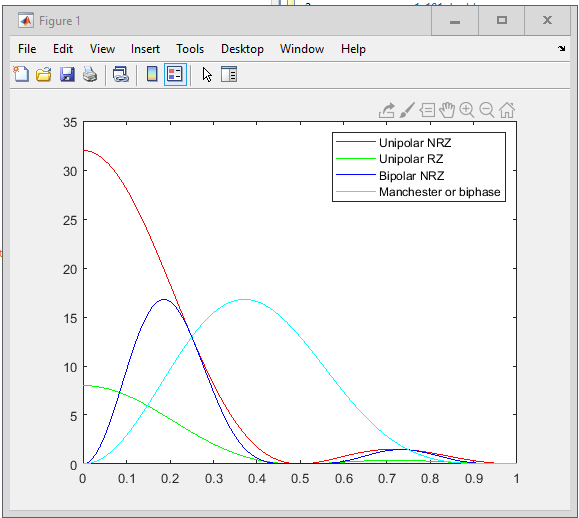 Figure 1
File Edit View Insert Tools Desktop Window Help
35
30
25
20
15
10
5
0
Unipolar NRZ
Unipolar RZ
Bipolar NRZ
Manchester or biphase
0 0.1 0.2 0.3 0.4 0.5 0.6 0.7 0.8 0.9 1